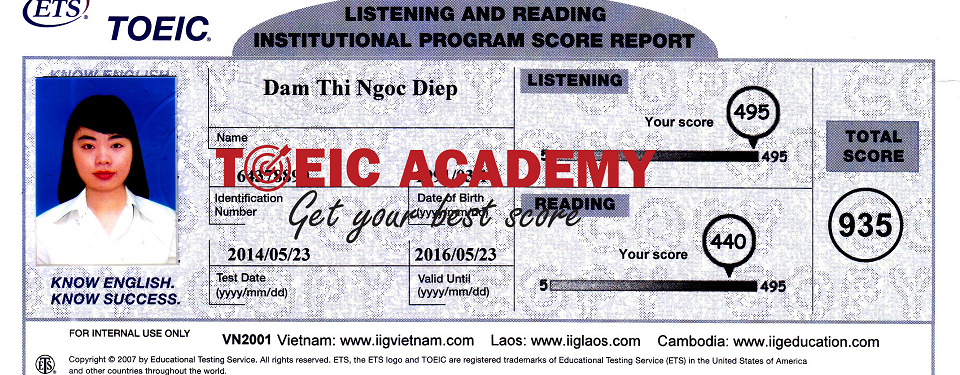 ETS
TOEIC
LISTENING AND READING
INSTITUTIONAL PROGRAM SCORE REPORT
KNOW ENGLISH.
Dam Thi Ngoc Diep
Name
Identification
Number
Date of Birth
(yyyy/mm/dd)
2014/05/23
2016/05/23
Test Date
(yyyy/mm/dd)
Valid Until
(yyyy/mm/dd)
TOEIC ACADEMY
Get your best score
LISTENING
Your score
495
5
495
READING
Your score
440
5
495
TOTAL
SCORE
935
KNOW ENGLISH.
KNOW SUCCESS.
FOR INTERNAL USE ONLY
VN2001 Vietnam: www.iigvietnam.com Laos: www.iiglaos.com Cambodia: www.iigeducation.com
ETS
Copyright © 2007 by Educational Testing Service. All rights reserved. ETS, the ETS logo and TOEIC are registered trademarks of Educational Testing Service (ETS) in the United States of America
and other countries throughout the world.